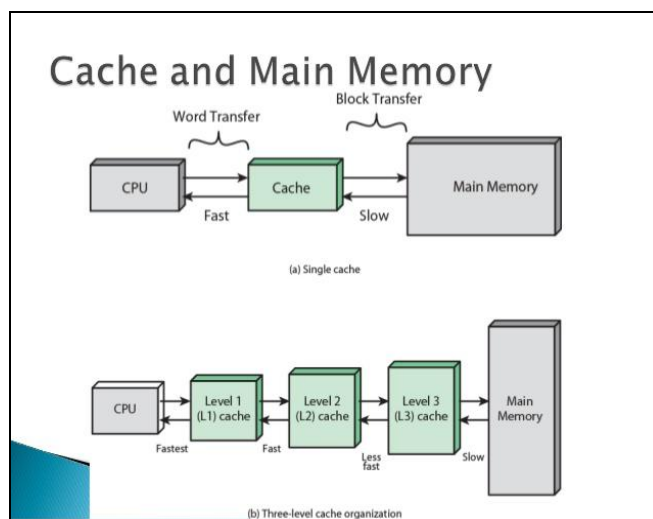 Cache and Main Memory
Block Transfer
Word Transfer
CPU
Cache
Main Memory
Fast
Slow
(a) Single cache
CPU
Level 1
(L1) cache
Level 2
(L2) cache
Level 3
(L3) cache
Main
Memory
Fastest
Fast
Less
fast
Slow
(b) Three-level cache organization